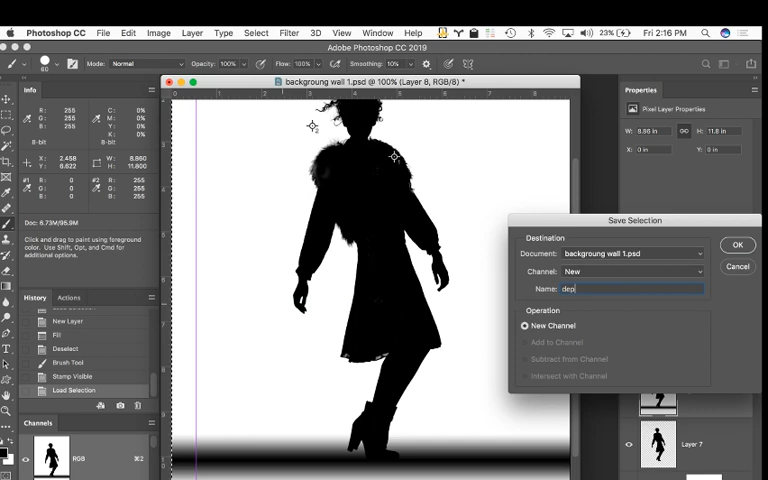 Photoshop CC File Edit Image Layer Type Select Filter 3D View Window Help 23% Fri 2:16 PM
Adobe Photoshop CC 2019
60 Mode: Normal Opacity: 100% Flow: 100% Smoothing: 10%
backgroung wall 1.psd @ 100% (Layer 8, RGB/8) *
Info
R: 255 C: 0%
G: 255 M: 0%
B: 255 Y: 0%
K: 0%
8-bit 8-bit
X: 2.458 W: 8.860
Y: 6.622 H: 11.800
#1 R: 0 #2 R: 255
G: 0 G: 255
B: 0 B: 255
Doc: 6.73M/95.9M
Click and drag to paint using foreground
color. Use Shift, Opt, and Cmd for
additional options.
History Actions
New Layer
Fill
Deselect
Brush Tool
Stamp Visible
Load Selection
Channels
RGB ⌘2
Properties
Pixel Layer Properties
W: 8.86 in H: 11.8 in
X: 0 in Y: 0 in
Save Selection
Destination
Document: backgroung wall 1.psd
Channel: New
Name: dep
OK
Cancel
Operation
New Channel
Add to Channel
Subtract from Channel
Intersect with Channel
Layer 7